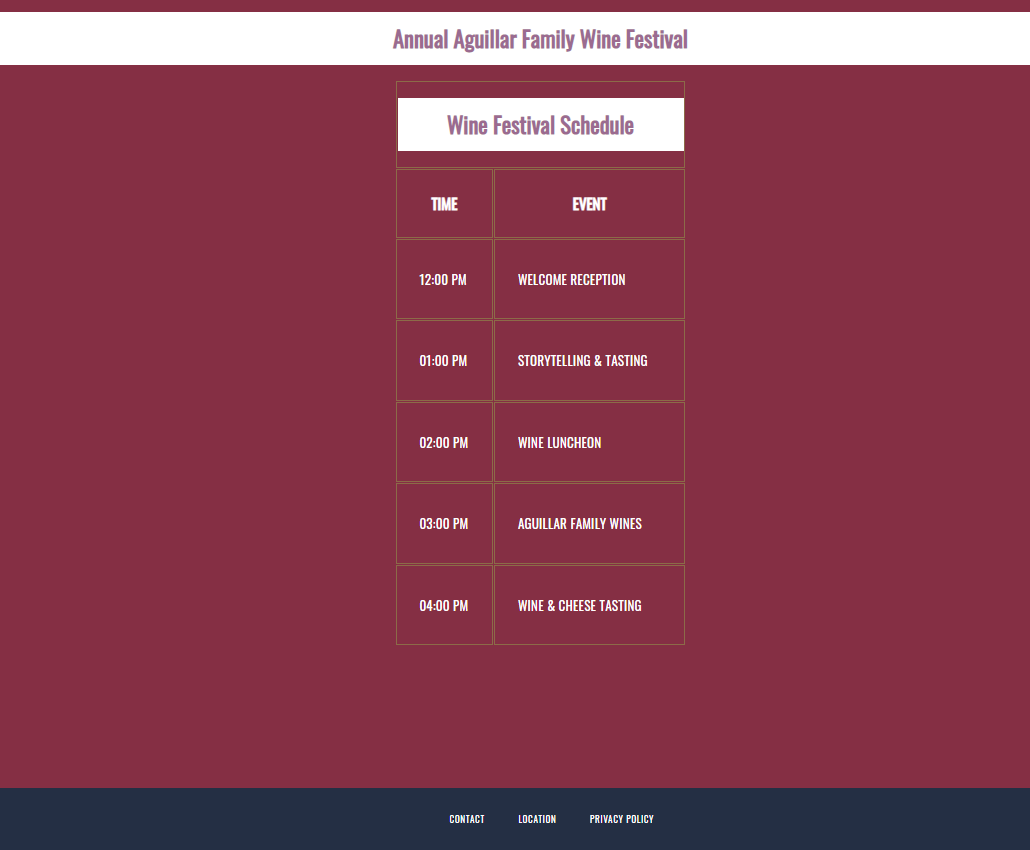 Annual Aguillar Family Wine Festival
Wine Festival Schedule
TIME EVENT
12:00 PM WELCOME RECEPTION
01:00 PM STORYTELLING & TASTING
02:00 PM WINE LUNCHEON
03:00 PM AGUILLAR FAMILY WINES
04:00 PM WINE & CHEESE TASTING
CONTACT LOCATION PRIVACY POLICY